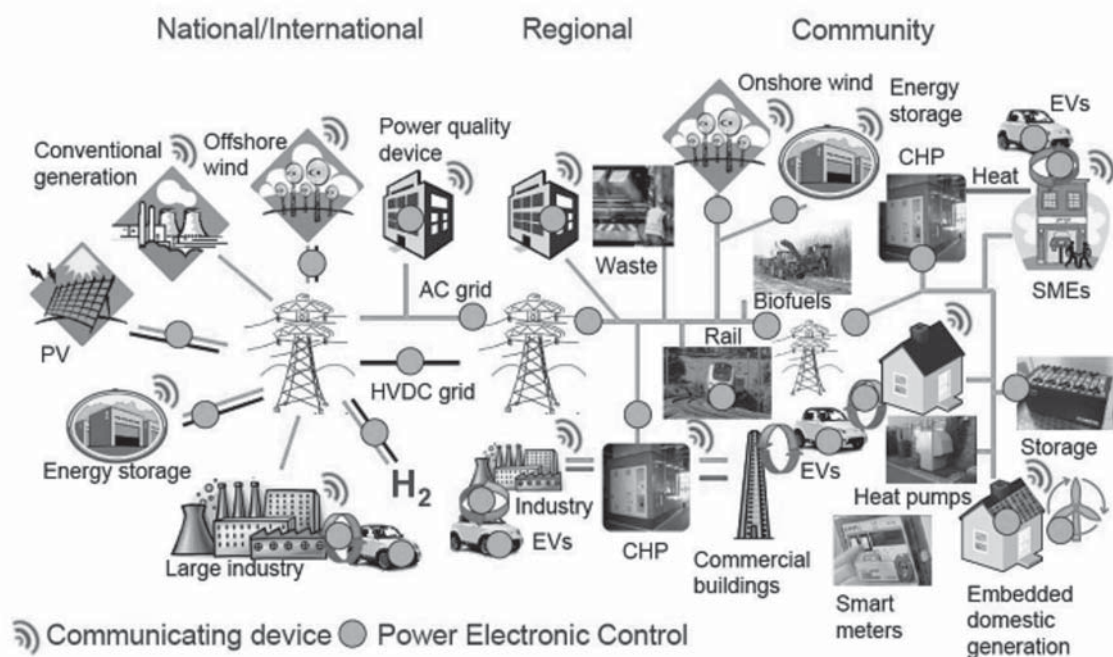 National/International
Regional
Community
Conventional
generation
Offshore
wind
Power quality
device
Onshore wind
Energy
storage
EVs
CHP
Heat
Waste
SMEs
AC grid
Biofuels
PV
Rail
HVDC grid
Energy storage
H2
Storage
Industry
EVs
Heat pumps
EVs
Large industry
CHP
Commercial
buildings
Smart
meters
Embedded
domestic
generation
Communicating device
Power Electronic Control